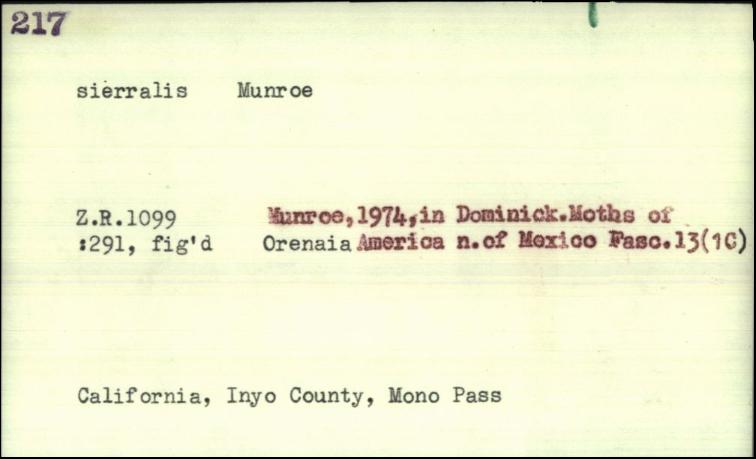 217
sierralis Munroe
Z.R.1099 Munroe,1974,in Dominick.Moths of
:291, fig'd Orenaia America n.of Mexico Fasc.13(1C)
California, Inyo County, Mono Pass